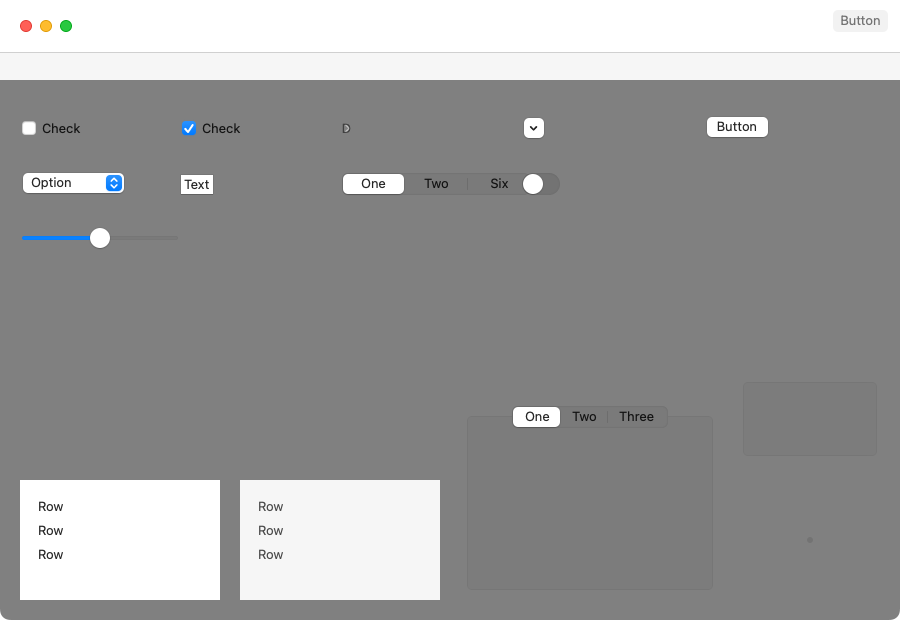 Button
Check
Check
Button
Option
Text
One Two Six
One Two Three
Row
Row
Row
Row
Row
Row